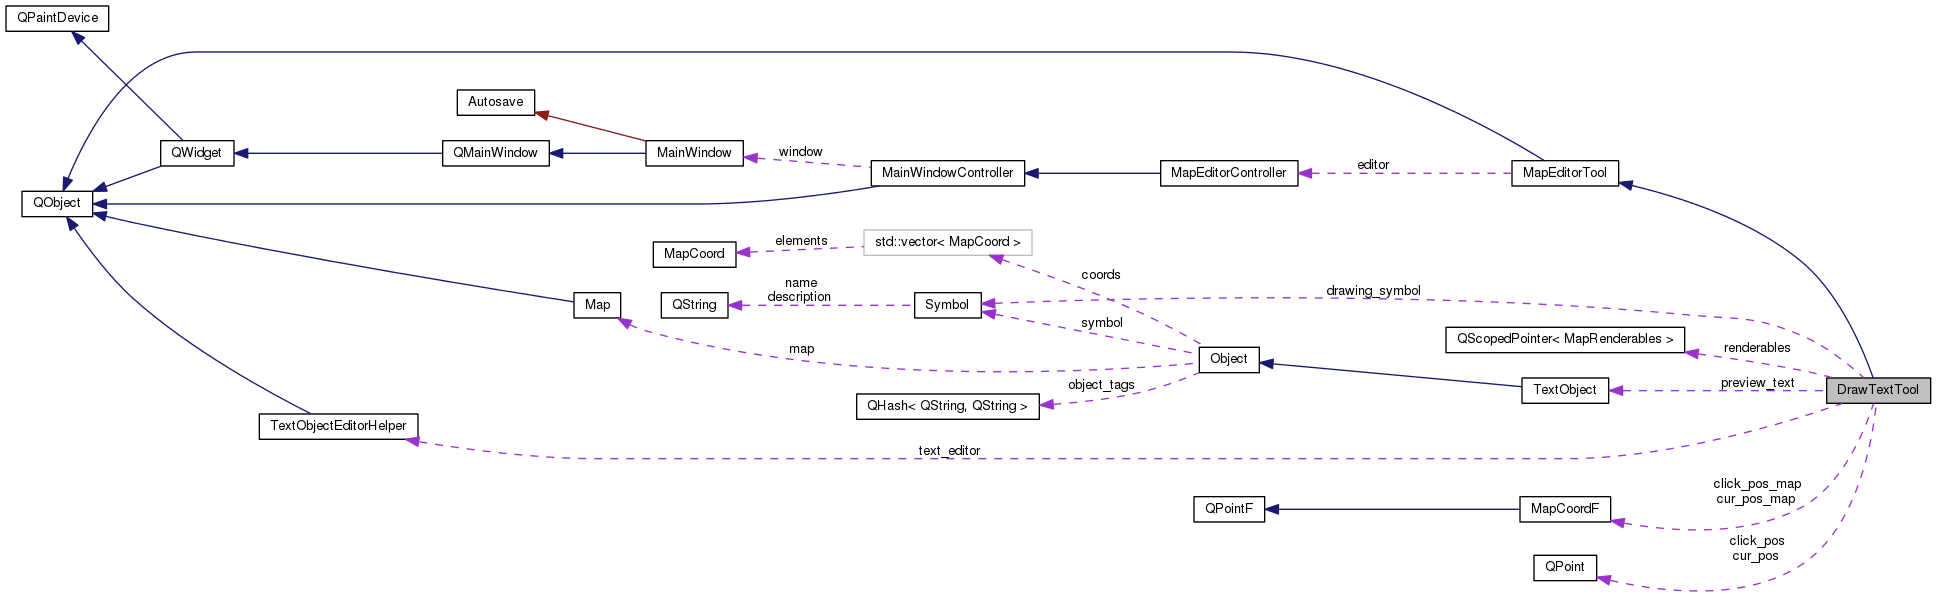 QPaintDevice
Autosave
QWidget
QMainWindow
MainWindow
window
MainWindowController
MapEditorController
editor
MapEditorTool
QObject
MapCoord
elements
std::vector< MapCoord >
coords
Map
QString
name
description
Symbol
drawing_symbol
symbol
map
Object
QScopedPointer< MapRenderables >
renderables
object_tags
QHash< QString, QString >
TextObject
preview_text
DrawTextTool
TextObjectEditorHelper
text_editor
click_pos_map
cur_pos_map
QPointF
MapCoordF
click_pos
cur_pos
QPoint